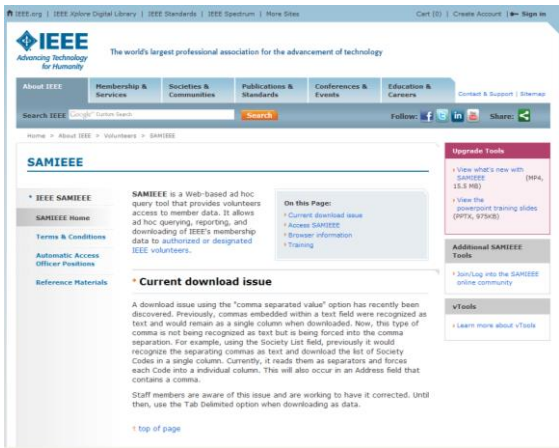 IEEE.org | IEEE Xplore Digital Library | IEEE Standards | IEEE Spectrum | More Sites
Cart (0) | Create Account | Sign In
IEEE
Advancing Technology
for Humanity
The world's largest professional association for the advancement of technology
About IEEE
Membership &
Services
Societies &
Communities
Publications &
Standards
Conferences &
Events
Education &
Careers
Contact & Support | Sitemap
Search IEEE
Google Custom Search
Search
Follow:
Share:
Home > About IEEE > Volunteers > SAMIEEE
SAMIEEE
IEEE SAMIEEE
SAMIEEE Home
Terms & Conditions
Automatic Access
Officer Positions
Reference Materials
SAMIEEE is a Web-based ad hoc
query tool that provides volunteers
access to member data. It allows
ad hoc querying, reporting, and
downloading of IEEE's membership
data to authorized or designated
IEEE volunteers.
On this Page:
Current download issue
Access SAMIEEE
Browser information
Training
Current download issue
A download issue using the "comma separated value" option has recently been
discovered. Previously, commas embedded within a text field were recognized as
text and would remain as a single column when downloaded. Now, this type of
comma is not being recognized as text but is being forced into the comma
separation. For example, using the Society List field, previously it would
recognize the separating commas as text and download the list of Society
Codes in a single column. Currently, it reads them as separators and forces
each Code into a individual column. This will also occur in an Address field that
contains a comma.
Staff members are aware of this issue and are working to have it corrected. Until
then, use the Tab Delimited option when downloading as data.
↑ top of page
Upgrade Tools
View what's new with
SAMIEEE (MP4,
15.5 MB)
View the
powerpoint training slides
(PPTX, 975KB)
Additional SAMIEEE
Tools
Join/Log into the SAMIEEE
online community
vTools
Learn more about vTools